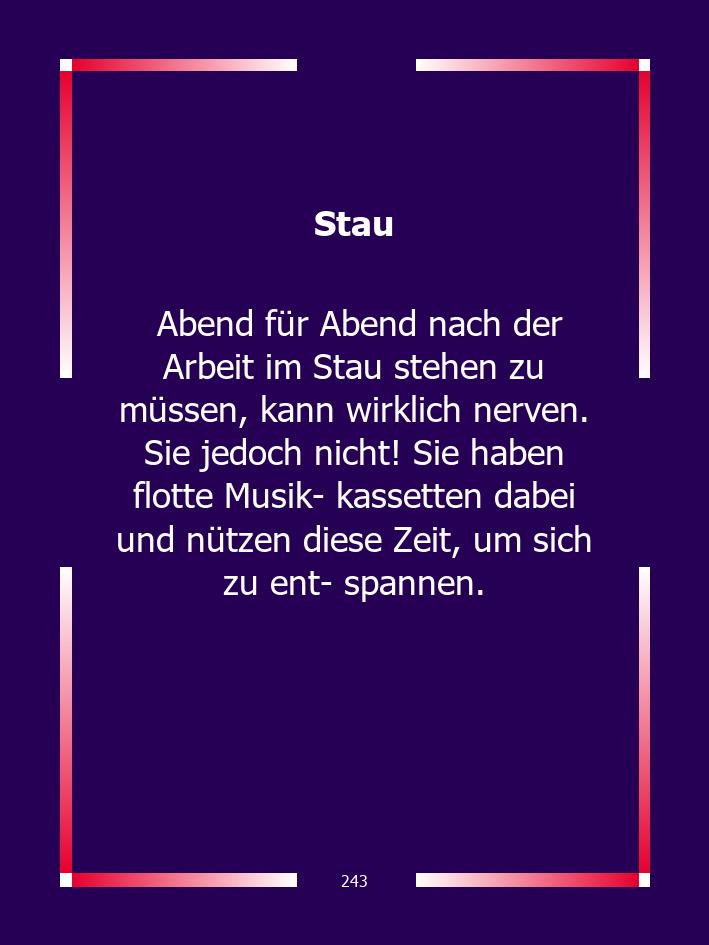 Stau
Abend für Abend nach der
Arbeit im Stau stehen zu
müssen, kann wirklich nerven.
Sie jedoch nicht! Sie haben
flotte Musik- kassetten dabei
und nützen diese Zeit, um sich
zu ent- spannen.
243